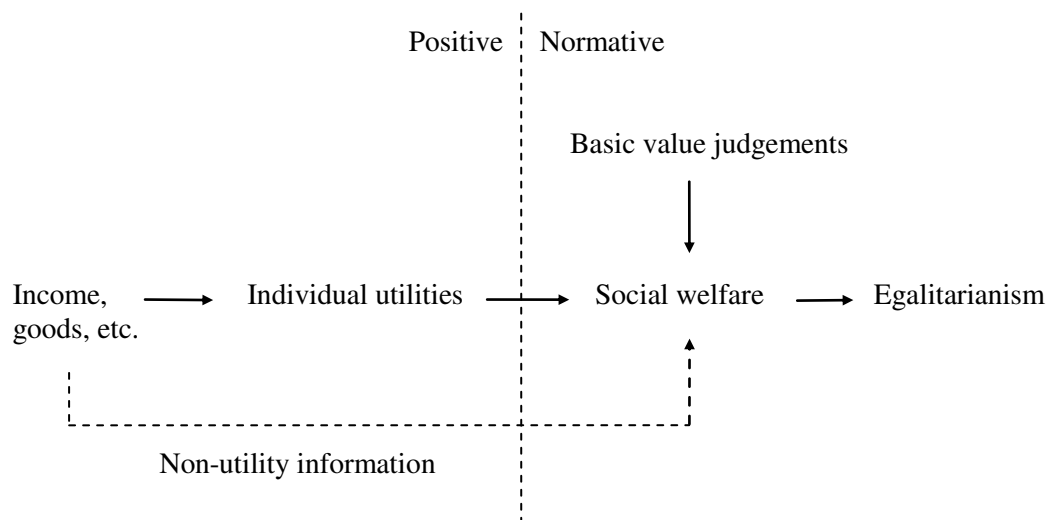 Positive
Normative
Basic value judgements
Income,
goods, etc.
Individual utilities
Social welfare
Egalitarianism
Non-utility information